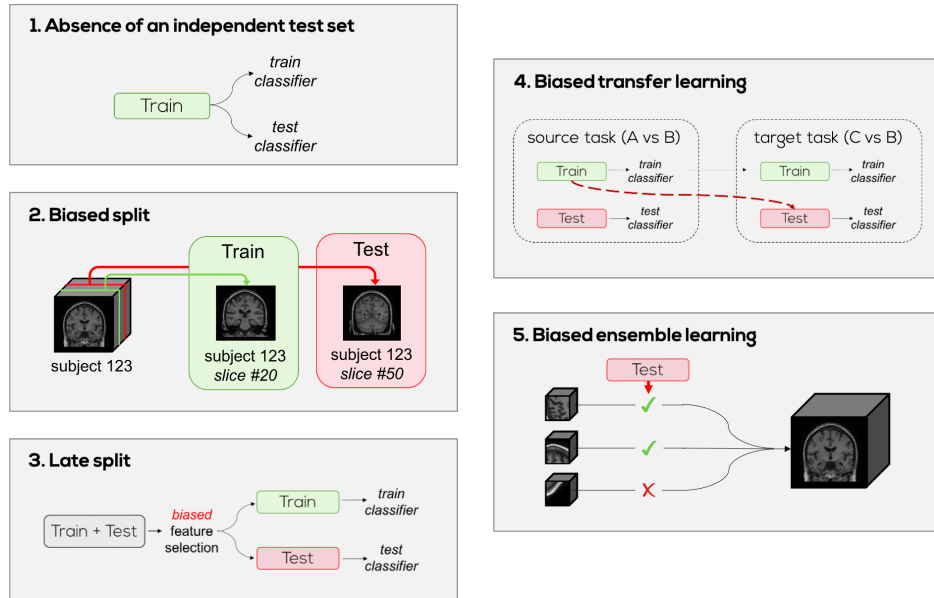 1. Absence of an independent test set
train
classifier
Train
test
classifier
2. Biased split
Train
Test
subject 123
subject 123
slice #20
subject 123
slice #50
3. Late split
Train + Test
biased
feature
selection
Train
train
classifier
Test
test
classifier
4. Biased transfer learning
source task (A vs B)
Train
train
classifier
Test
test
classifier
target task (C vs B)
Train
train
classifier
Test
test
classifier
5. Biased ensemble learning
Test